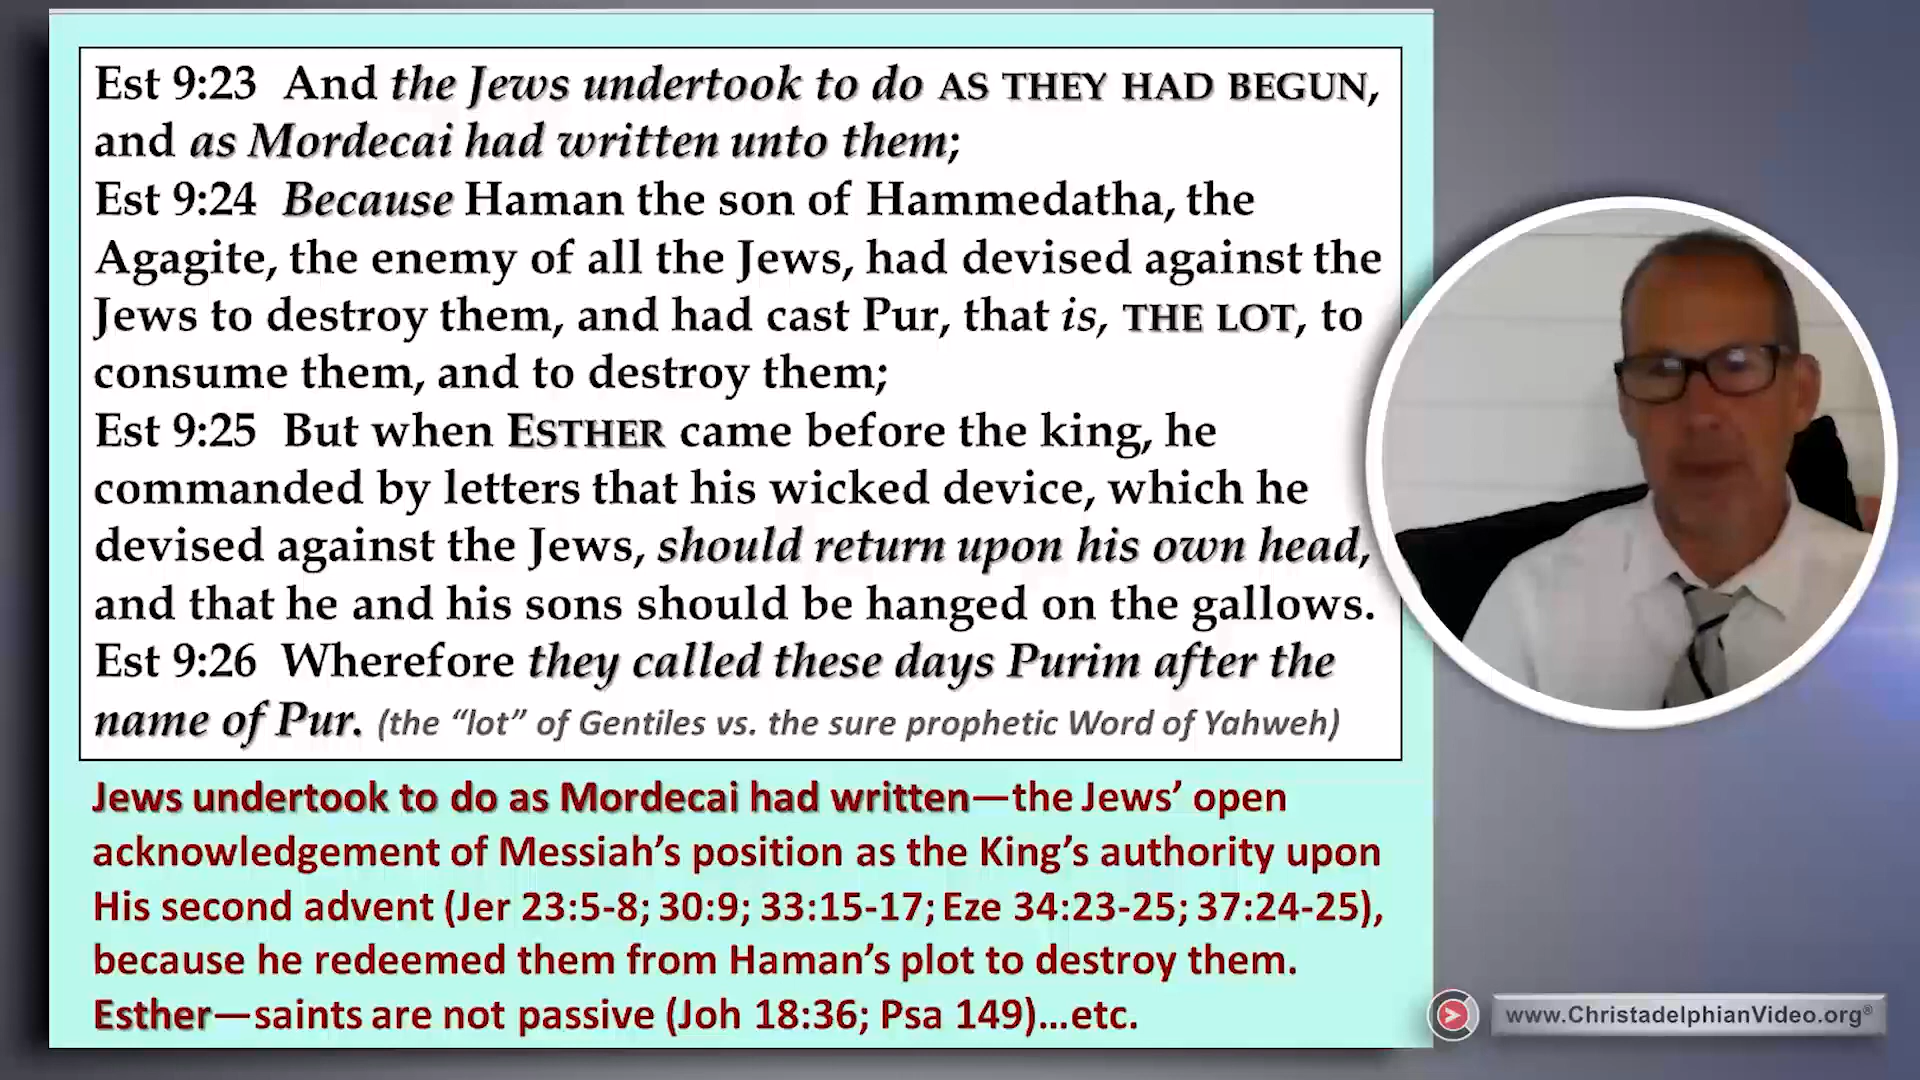 Est 9:23 And the Jews undertook to do AS THEY HAD BEGUN,
and as Mordecai had written unto them;
Est 9:24 Because Haman the son of Hammedatha, the
Agagite, the enemy of all the Jews, had devised against the
Jews to destroy them, and had cast Pur, that is, THE LOT, to
consume them, and to destroy them;
Est 9:25 But when ESTHER came before the king, he
commanded by letters that his wicked device, which he
devised against the Jews, should return upon his own head,
and that he and his sons should be hanged on the gallows.
Est 9:26 Wherefore they called these days Purim after the
name of Pur. (the “lot” of Gentiles vs. the sure prophetic Word of Yahweh)
Jews undertook to do as Mordecai had written—the Jews’ open
acknowledgement of Messiah’s position as the King’s authority upon
His second advent (Jer 23:5-8; 30:9; 33:15-17; Eze 34:23-25; 37:24-25),
because he redeemed them from Haman’s plot to destroy them.
Esther—saints are not passive (Joh 18:36; Psa 149)…etc.
www.ChristadelphianVideo.org®